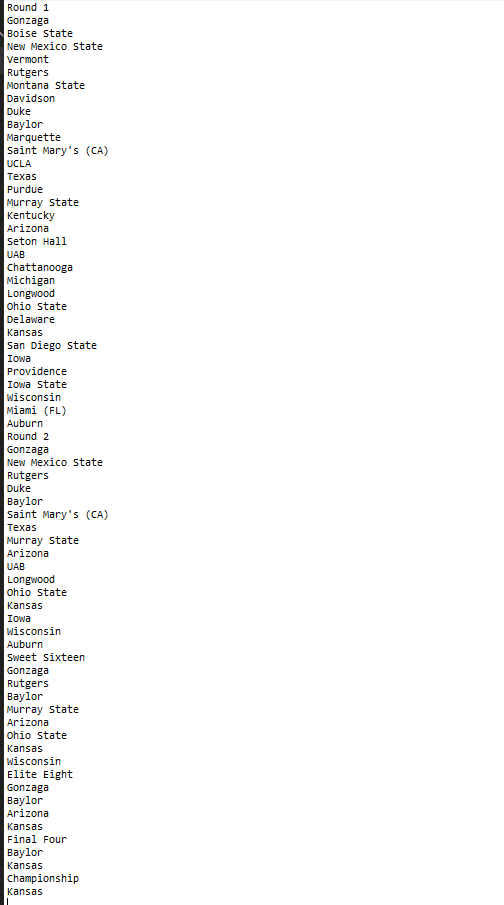 Round 1
Gonzaga
Boise State
New Mexico State
Vermont
Rutgers
Montana State
Davidson
Duke
Baylor
Marquette
Saint Mary's (CA)
UCLA
Texas
Purdue
Murray State
Kentucky
Arizona
Seton Hall
UAB
Chattanooga
Michigan
Longwood
Ohio State
Delaware
Kansas
San Diego State
Iowa
Providence
Iowa State
Wisconsin
Miami (FL)
Auburn
Round 2
Gonzaga
New Mexico State
Rutgers
Duke
Baylor
Saint Mary's (CA)
Texas
Murray State
Arizona
UAB
Longwood
Ohio State
Kansas
Iowa
Wisconsin
Auburn
Sweet Sixteen
Gonzaga
Rutgers
Baylor
Murray State
Arizona
Ohio State
Kansas
Wisconsin
Elite Eight
Gonzaga
Baylor
Arizona
Kansas
Final Four
Baylor
Kansas
Championship
Kansas